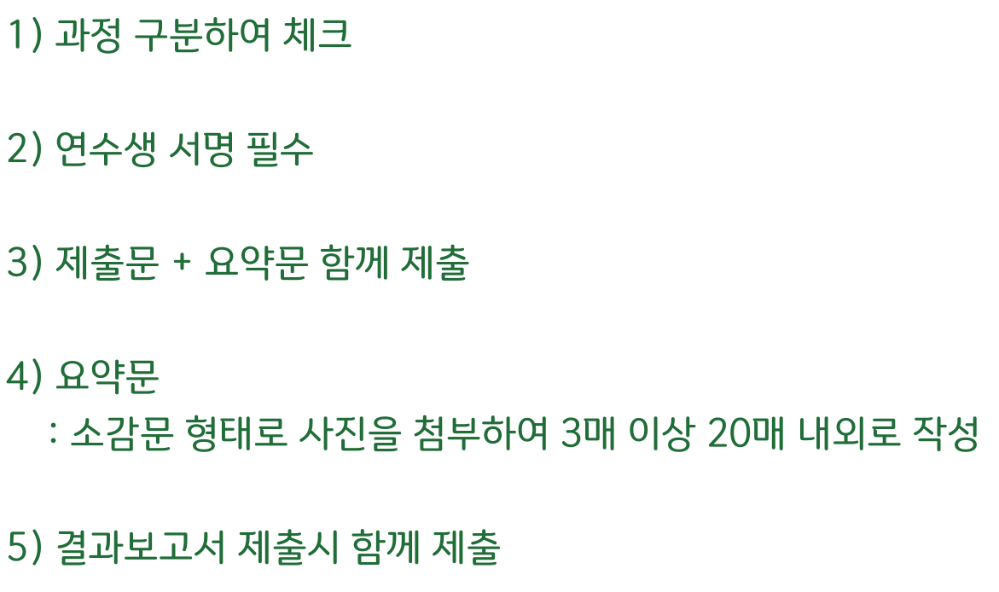 1) 과정 구분하여 체크
2) 연수생 서명 필수
3) 제출문 + 요약문 함께 제출
4) 요약문
: 소감문 형태로 사진을 첨부하여 3매 이상 20매 내외로 작성
5) 결과보고서 제출시 함께 제출